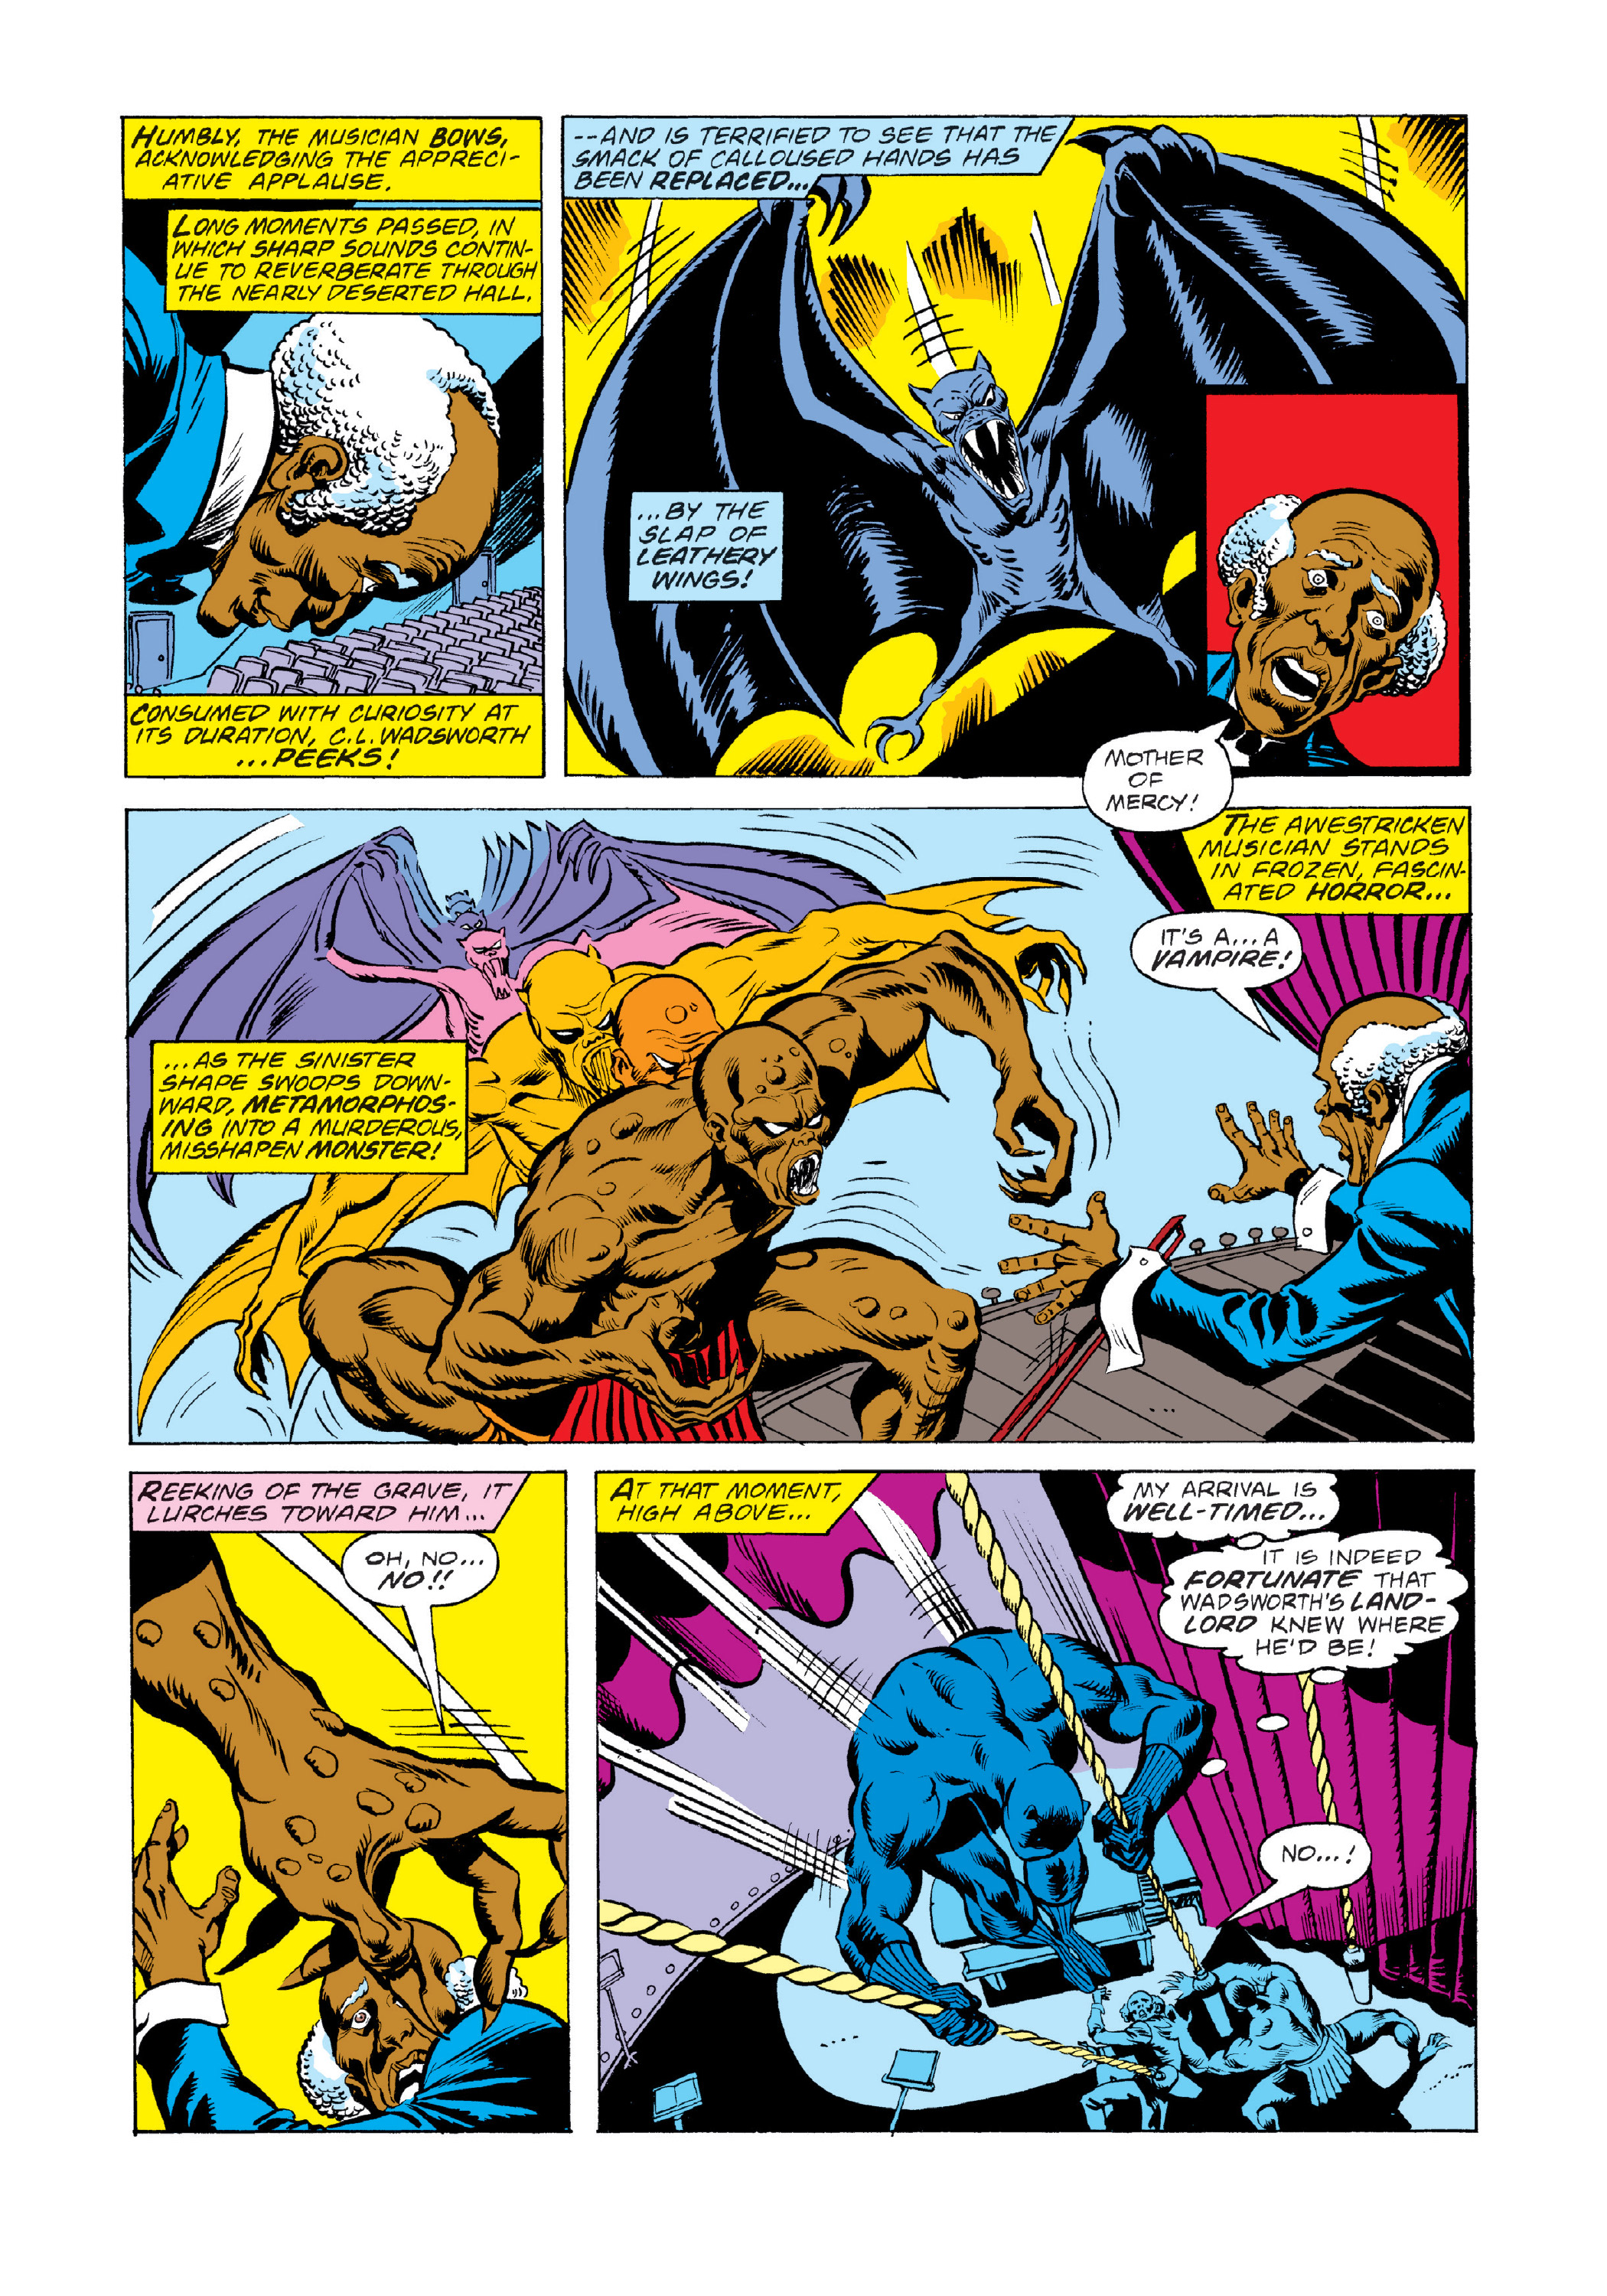 HUMBLY, THE MUSICIAN BOWS,
ACKNOWLEDGING THE APPRECI-
ATIVE APPLAUSE.
LONG MOMENTS PASSED, IN
WHICH SHARP SOUNDS CONTIN-
UE TO REVERBERATE THROUGH
THE NEARLY DESERTED HALL.
CONSUMED WITH CURIOSITY AT
ITS DURATION, C.L. WADSWORTH
...PEEKS!
--AND IS TERRIFIED TO SEE THAT THE
SMACK OF CALLOUSED HANDS HAS
BEEN REPLACED...
...BY THE
SLAP OF
LEATHERY
WINGS!
MOTHER
OF
MERCY!
THE AWESTRICKEN
MUSICIAN STANDS
IN FROZEN, FASCIN-
ATED HORROR...
IT'S A... A
VAMPIRE!
...AS THE SINISTER
SHAPE SWOOPS DOWN-
WARD, METAMORPHOS-
ING INTO A MURDEROUS,
MISSHAPEN MONSTER!
REEKING OF THE GRAVE, IT
LURCHES TOWARD HIM...
OH, NO...
NO!!
AT THAT MOMENT,
HIGH ABOVE...
MY ARRIVAL IS
WELL-TIMED...
IT IS INDEED
FORTUNATE THAT
WADSWORTH'S LAND-
LORD KNEW WHERE
HE'D BE!
NO...!